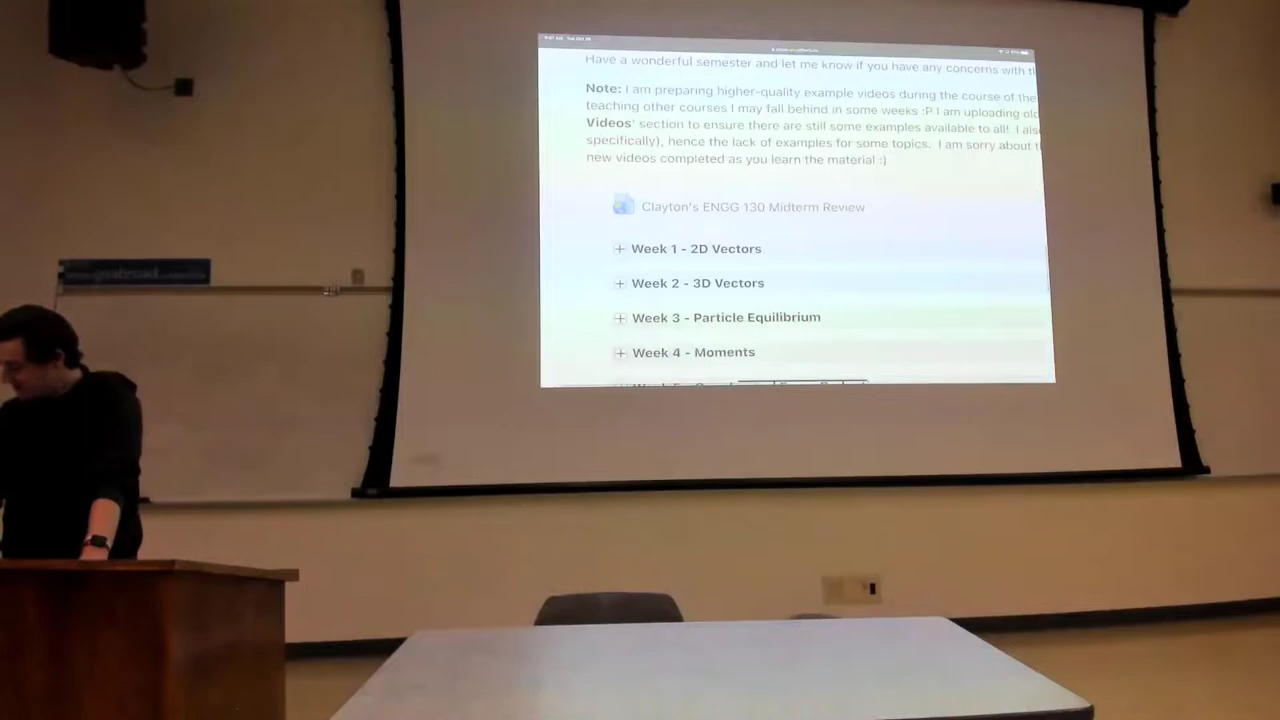 Have a wonderful semester and let me know if you have any concerns with
Note: I am preparing higher-quality example videos during the course of the
teaching other courses I may fall behind in some weeks :P I am uploading old
Videos' section to ensure there are still some examples available to all! I
specifically), hence the lack of examples for some topics. I am sorry about
new videos completed as you learn the material :)
Clayton's ENGG 130 Midterm Review
Week 1 - 2D Vectors
Week 2 - 3D Vectors
Week 3 - Particle Equilibrium
Week 4 - Moments